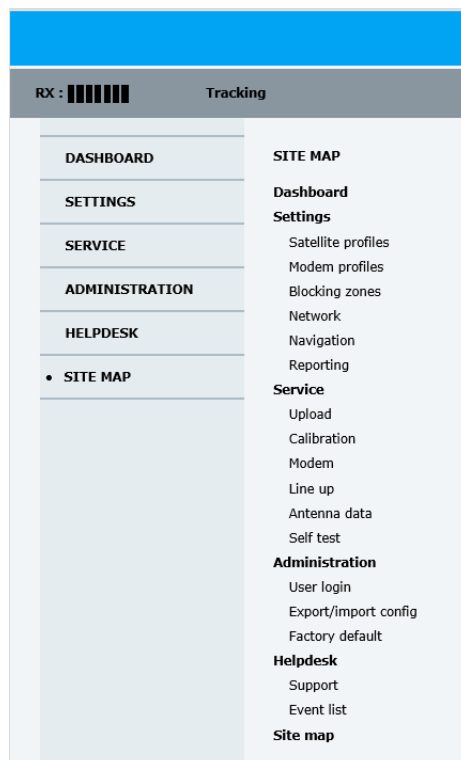 RX :
Tracking
DASHBOARD
SETTINGS
SERVICE
ADMINISTRATION
HELPDESK
• SITE MAP
SITE MAP
Dashboard
Settings
Satellite profiles
Modem profiles
Blocking zones
Network
Navigation
Reporting
Service
Upload
Calibration
Modem
Line up
Antenna data
Self test
Administration
User login
Export/import config
Factory default
Helpdesk
Support
Event list
Site map